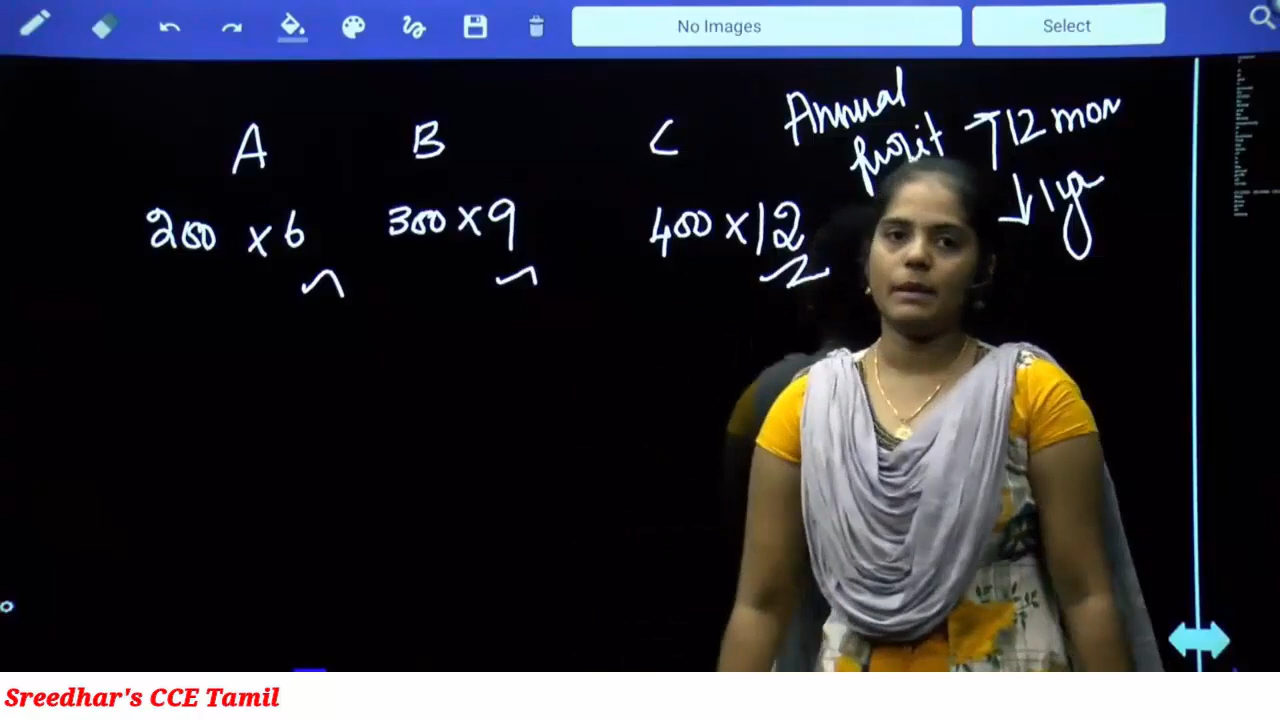 No Images
Select
A B C
200 × 6 300 × 9 400 × 12
Annual
profit
12 mon
1 yr
Sreedhar's CCE Tamil